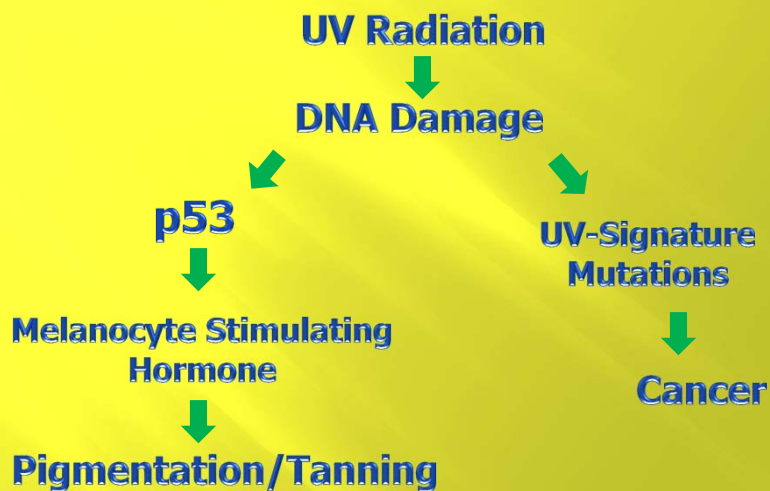 UV Radiation
DNA Damage
p53
UV-Signature
Mutations
Melanocyte Stimulating
Hormone
Cancer
Pigmentation/Tanning